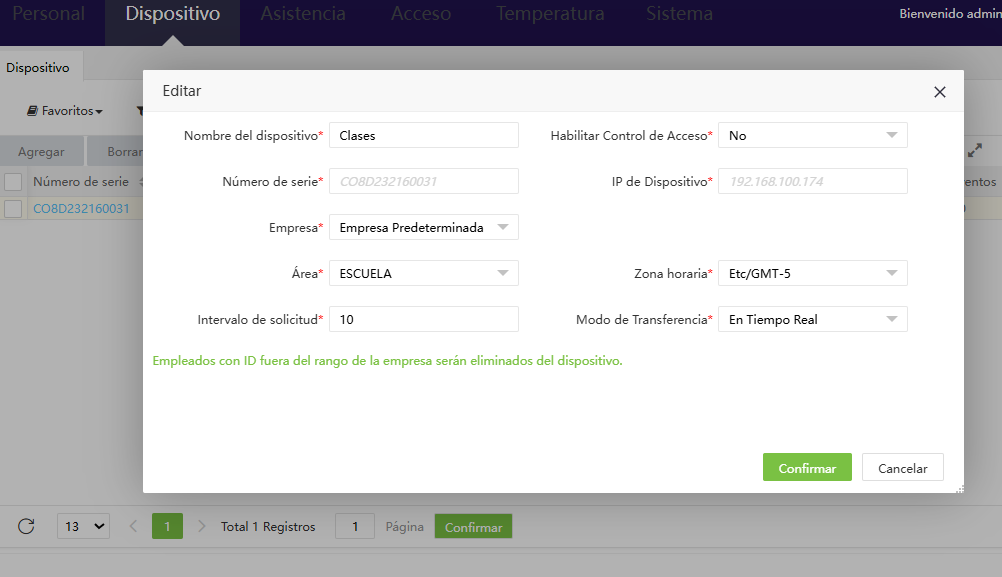 Personal Dispositivo Asistencia Acceso Temperatura Sistema Bienvenido admin
Dispositivo
Editar
Favoritos
Nombre del dispositivo* Clases Habilitar Control de Acceso* No
Agregar Borrar
Número de serie* CO8D232160031 IP de Dispositivo* 192.168.100.174
Número de serie entos
CO8D232160031
Empresa* Empresa Predeterminada
Área* ESCUELA Zona horaria* Etc/GMT-5
Intervalo de solicitud* 10 Modo de Transferencia* En Tiempo Real
Empleados con ID fuera del rango de la empresa serán eliminados del dispositivo.
Confirmar Cancelar
13 1 Total 1 Registros 1 Página Confirmar